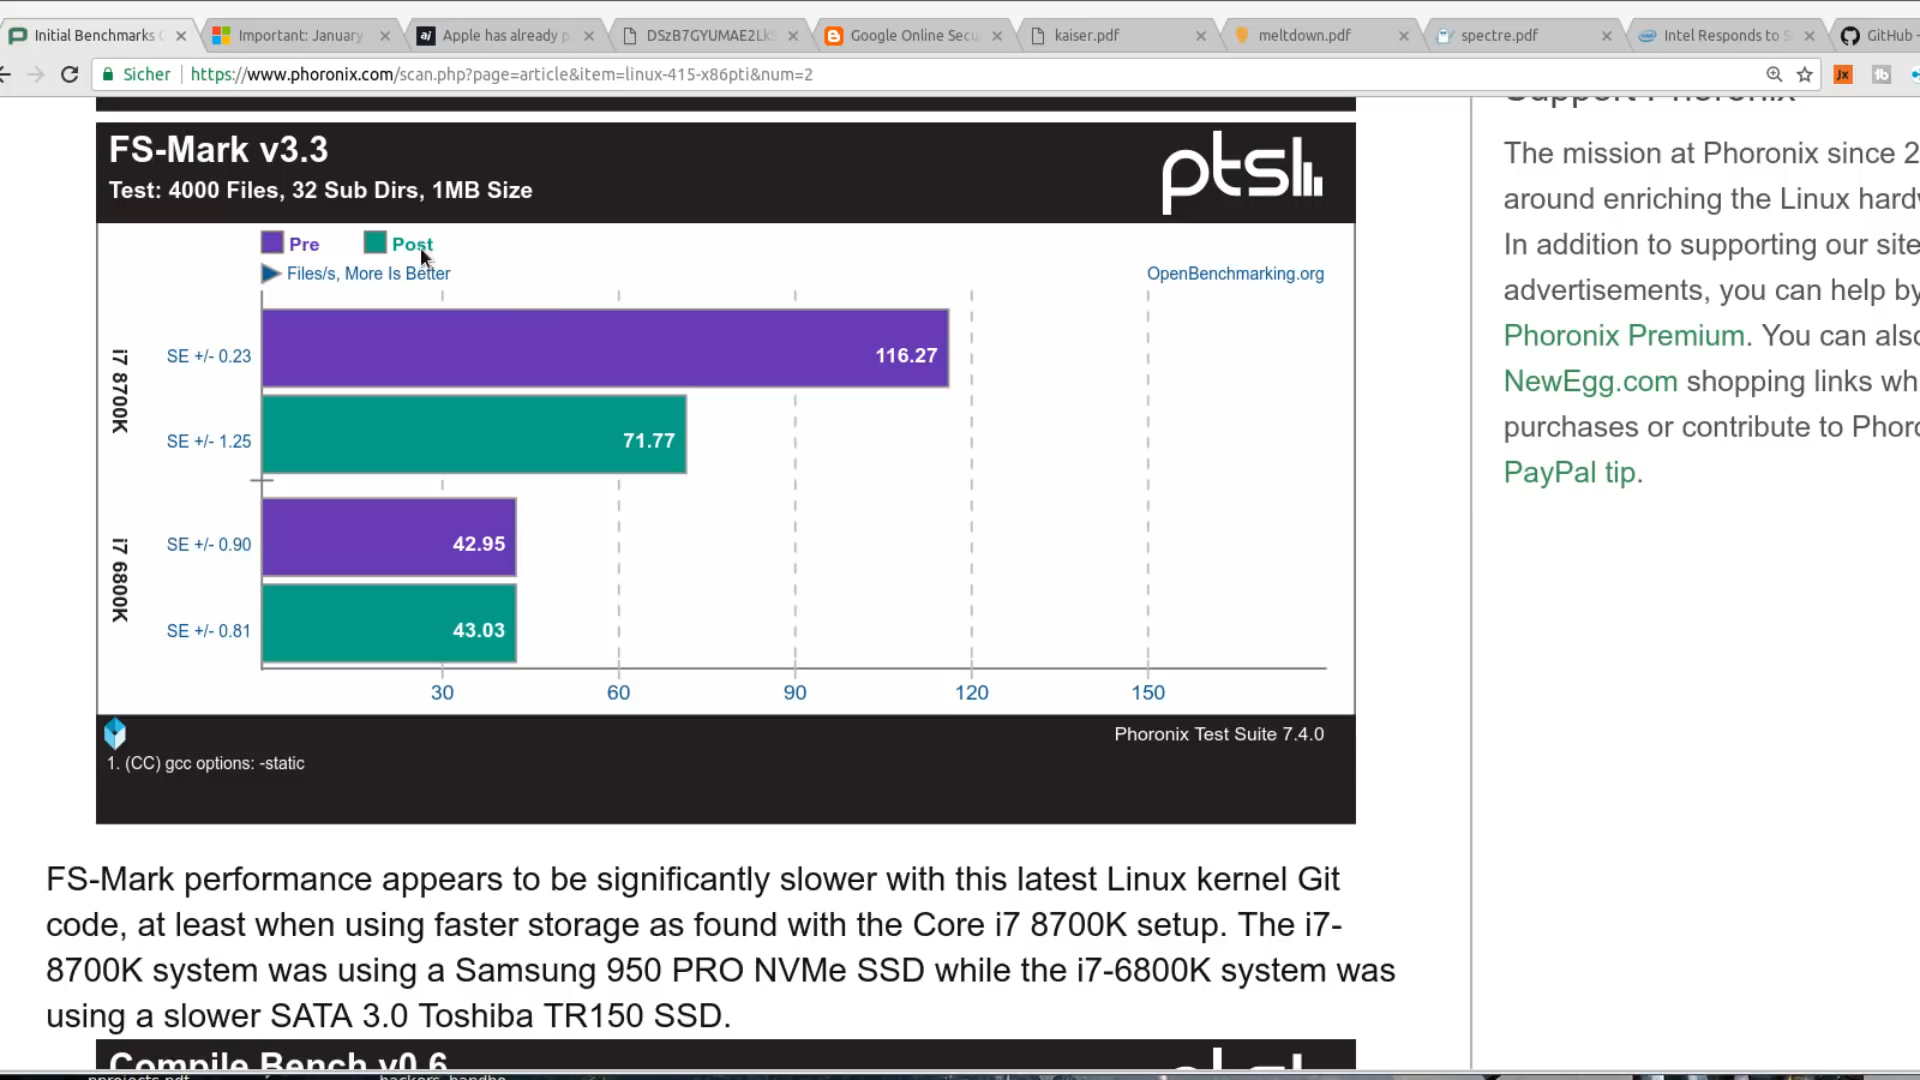 Initial Benchmarks
Important: January
Apple has already p
DSzB7GYUMAE2LkS
Google Online Secu
kaiser.pdf
meltdown.pdf
spectre.pdf
Intel Responds to S
GitHub -
Sicher
https://www.phoronix.com/scan.php?page=article&item=linux-415-x86pti&num=2
Support Phoronix
FS-Mark v3.3
Test: 4000 Files, 32 Sub Dirs, 1MB Size
ptsl
Pre
Post
Files/s, More Is Better
OpenBenchmarking.org
i7 8700K
SE +/- 0.23
116.27
SE +/- 1.25
71.77
i7 6800K
SE +/- 0.90
42.95
SE +/- 0.81
43.03
30 60 90 120 150
Phoronix Test Suite 7.4.0
1. (CC) gcc options: -static
FS-Mark performance appears to be significantly slower with this latest Linux kernel Git
code, at least when using faster storage as found with the Core i7 8700K setup. The i7-
8700K system was using a Samsung 950 PRO NVMe SSD while the i7-6800K system was
using a slower SATA 3.0 Toshiba TR150 SSD.
Compile Bench v0.6
The mission at Phoronix since 2
around enriching the Linux hardw
In addition to supporting our site
advertisements, you can help by
Phoronix Premium. You can also
NewEgg.com shopping links wh
purchases or contribute to Phoro
PayPal tip.